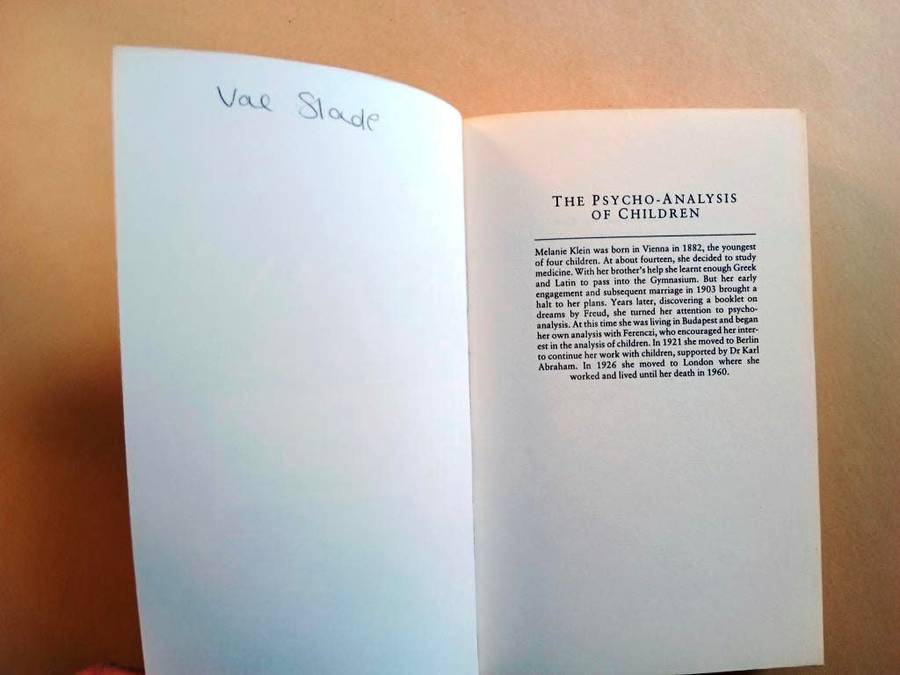 Val Slade
THE PSYCHO-ANALYSIS
OF CHILDREN
Melanie Klein was born in Vienna in 1882, the youngest
of four children. At about fourteen, she decided to study
medicine. With her brother's help she learnt enough Greek
and Latin to pass into the Gymnasium. But her early
engagement and subsequent marriage in 1903 brought a
halt to her plans. Years later, discovering a booklet on
dreams by Freud, she turned her attention to psycho-
analysis. At this time she was living in Budapest and began
her own analysis with Ferenczi, who encouraged her inter-
est in the analysis of children. In 1921 she moved to Berlin
to continue her work with children, supported by Dr Karl
Abraham. In 1926 she moved to London where she
worked and lived until her death in 1960.